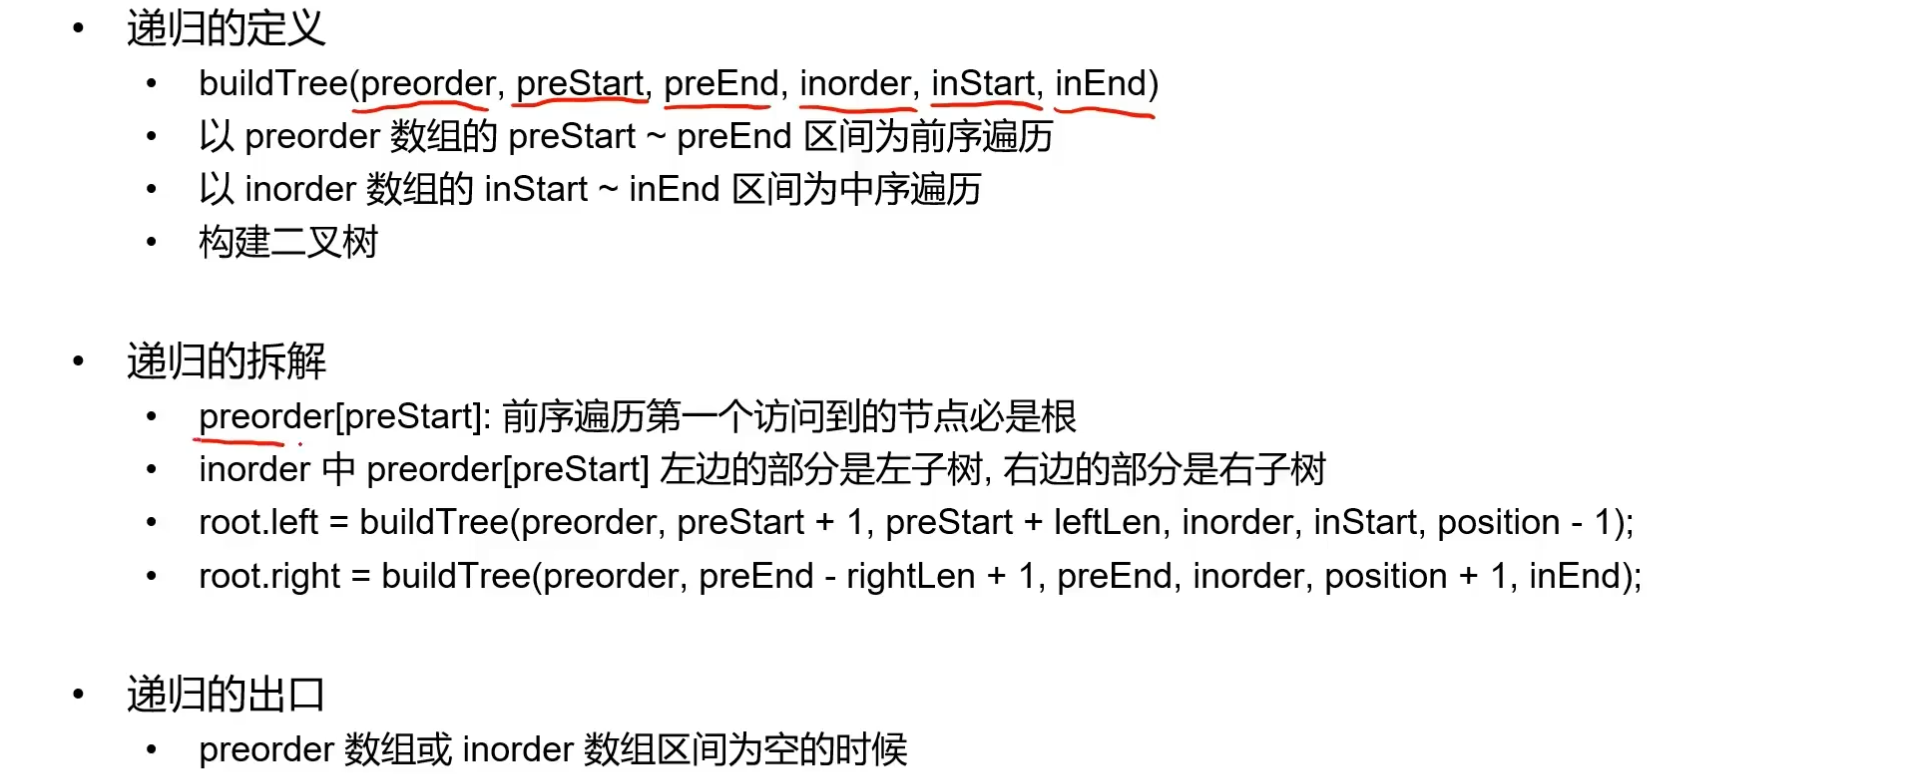 • 递归的定义
• buildTree(preorder, preStart, preEnd, inorder, inStart, inEnd)
• 以 preorder 数组的 preStart ~ preEnd 区间为前序遍历
• 以 inorder 数组的 inStart ~ inEnd 区间为中序遍历
• 构建二叉树
• 递归的拆解
• preorder[preStart]: 前序遍历第一个访问到的节点必是根
• inorder 中 preorder[preStart] 左边的部分是左子树, 右边的部分是右子树
• root.left = buildTree(preorder, preStart + 1, preStart + leftLen, inorder, inStart, position - 1);
• root.right = buildTree(preorder, preEnd - rightLen + 1, preEnd, inorder, position + 1, inEnd);
• 递归的出口
• preorder 数组或 inorder 数组区间为空的时候